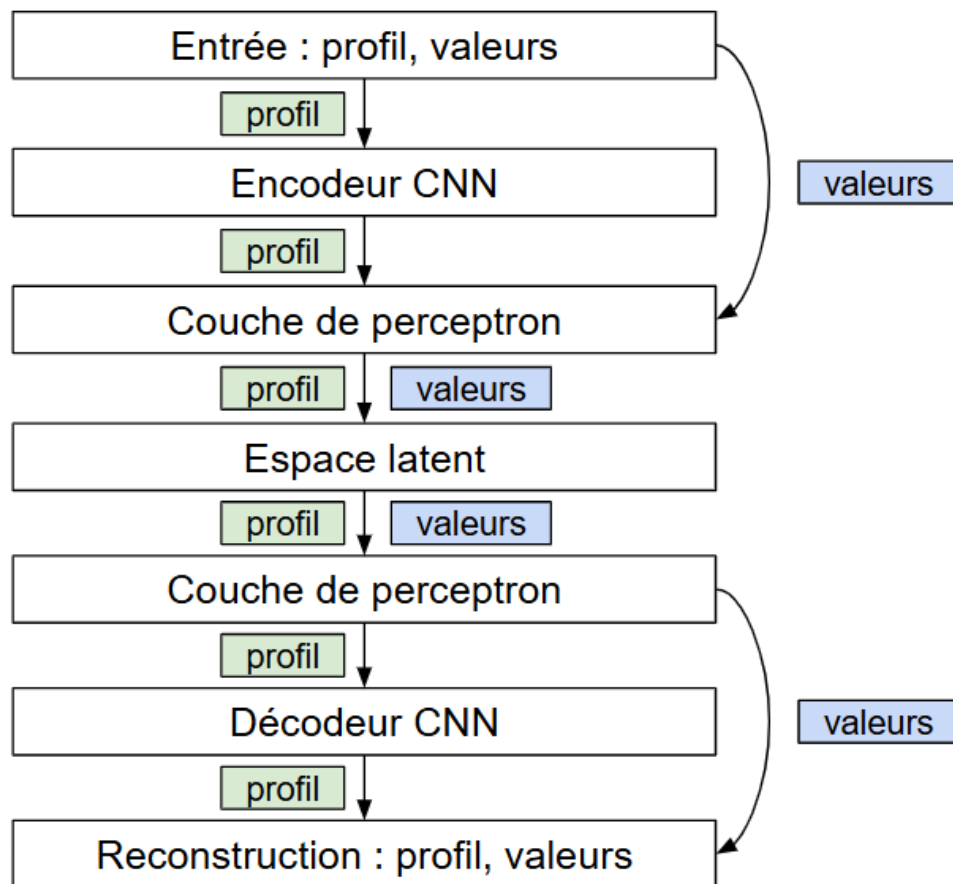 Entrée : profil, valeurs
profil
valeurs
Encodeur CNN
profil
Couche de perceptron
profil valeurs
Espace latent
profil valeurs
Couche de perceptron
profil
Décodeur CNN
valeurs
profil
Reconstruction : profil, valeurs